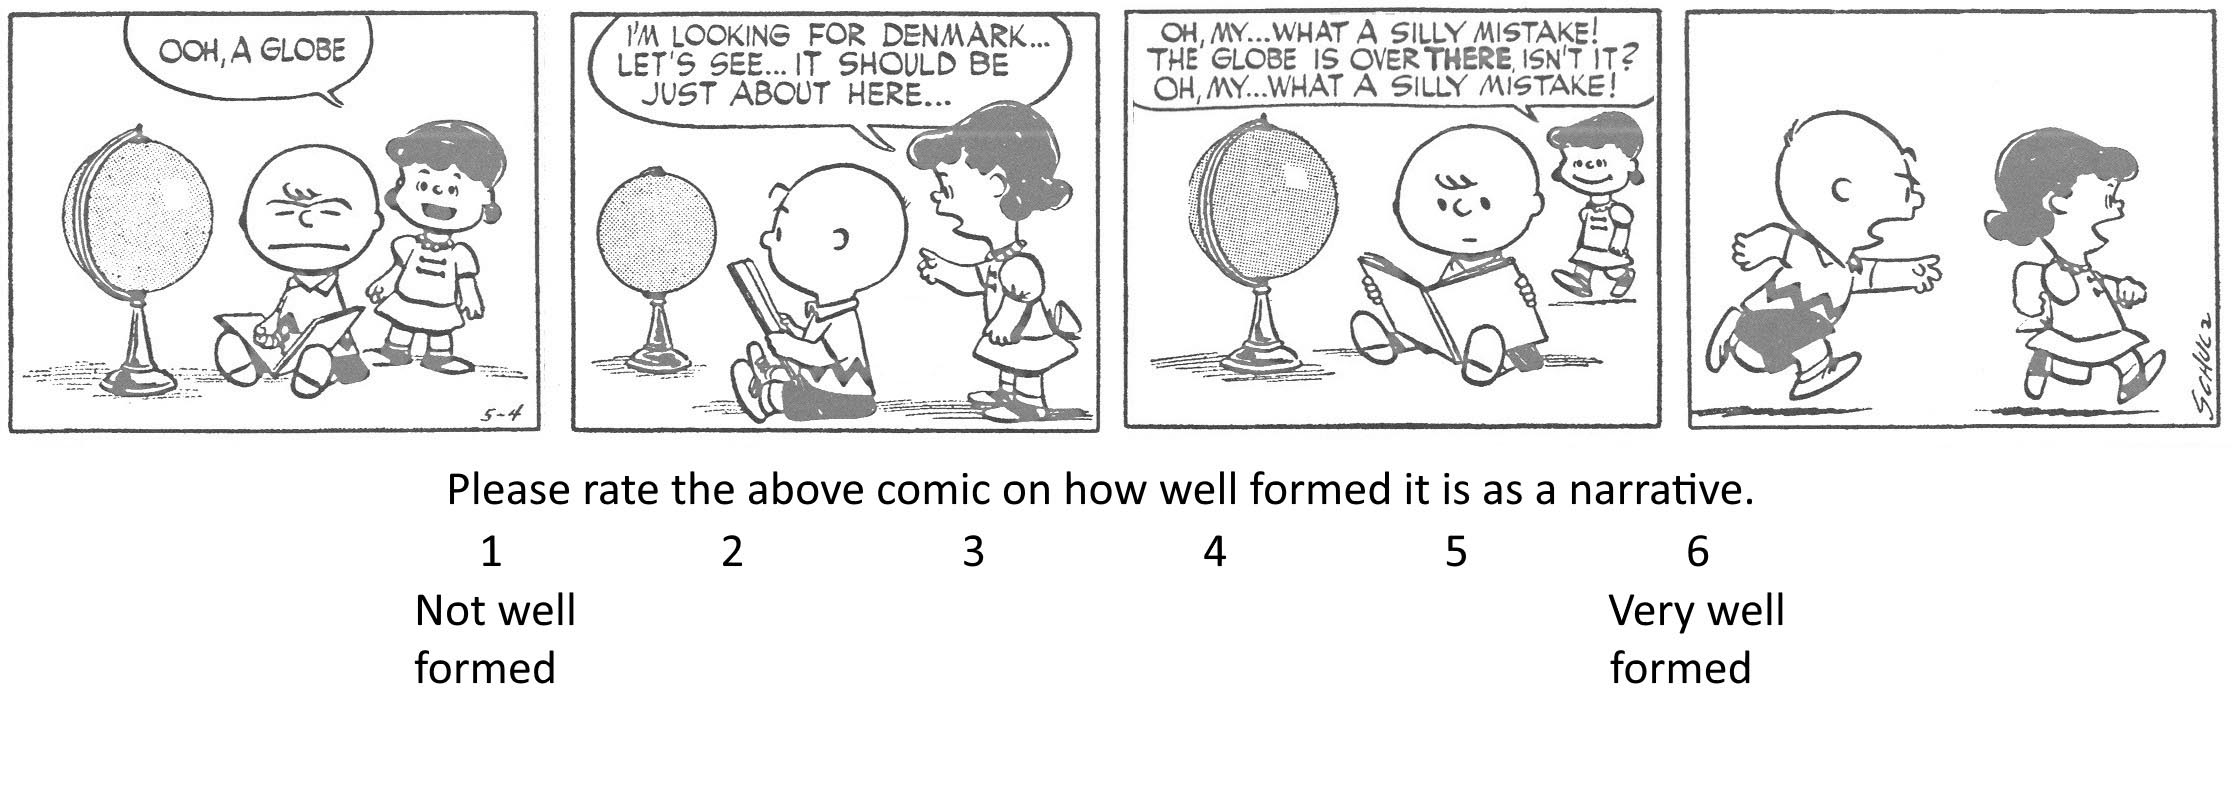 OOH, A GLOBE
5-4
I'M LOOKING FOR DENMARK...
LET'S SEE... IT SHOULD BE
JUST ABOUT HERE...
OH, MY...WHAT A SILLY MISTAKE!
THE GLOBE IS OVER THERE, ISN'T IT?
OH, MY...WHAT A SILLY MISTAKE!
SCHULZ
Please rate the above comic on how well formed it is as a narrative.
1 2 3 4 5 6
Not well
formed
Very well
formed